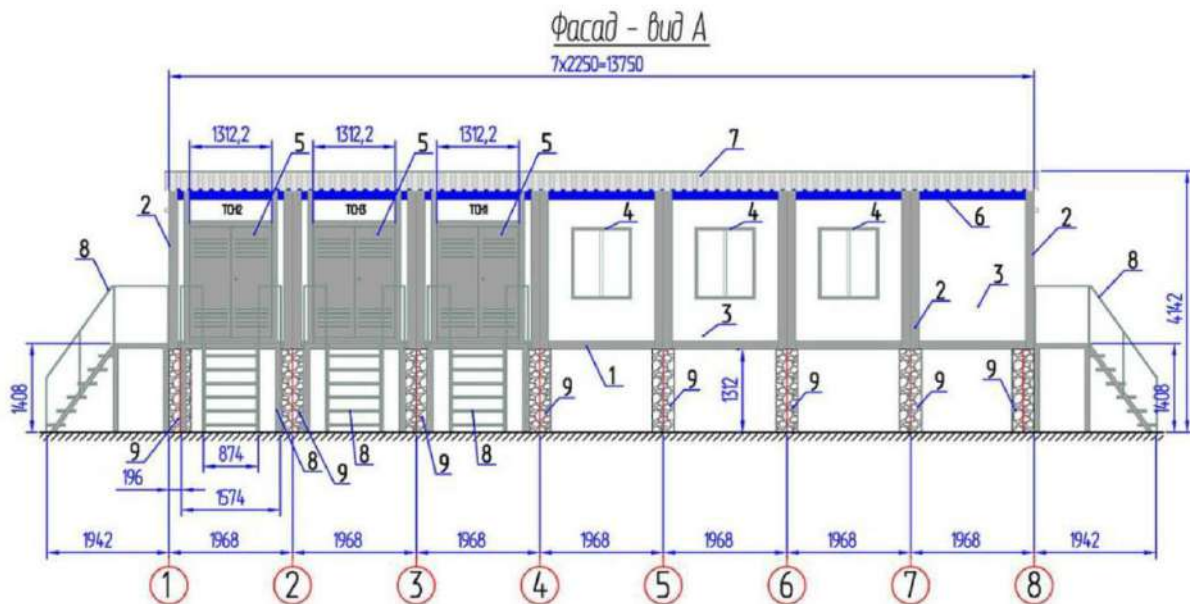 Фасад - вид А
7x2250=13750
1312,2 5 1312,2 5 1312,2 5 7
ТСН2 ТСН3 ТСН1
2 4 4 4 6 2
8 2 3 8
3
4142
1408 9 1 9 1312 9 9 9 1408
9 8 9 8 9 8
874
196
1574
1942 1968 1968 1968 1968 1968 1968 1968 1942
1 2 3 4 5 6 7 8